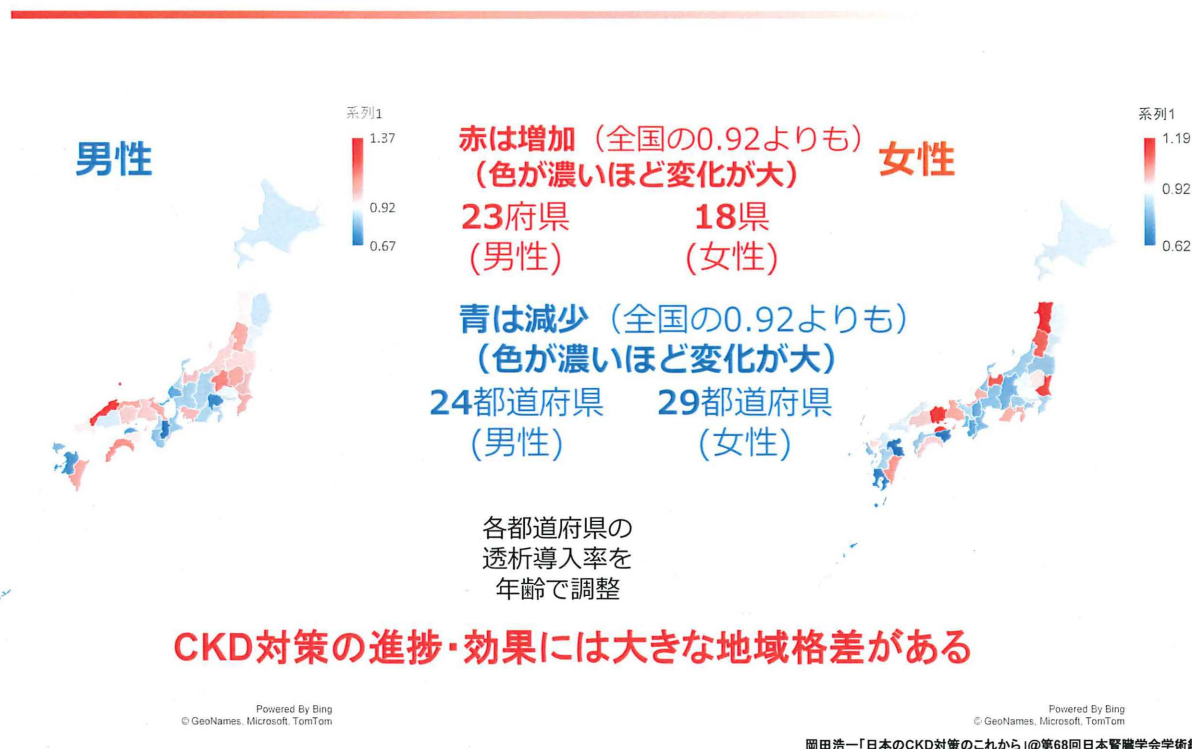 男性
系列1
1.37
0.92
0.67
赤は増加（全国の0.92よりも）
（色が濃いほど変化が大）
23府県
(男性)
18県
(女性)
青は減少（全国の0.92よりも）
（色が濃いほど変化が大）
24都道府県
(男性)
29都道府県
(女性)
女性
系列1
1.19
0.92
0.62
各都道府県の
透析導入率を
年齢で調整
CKD対策の進捗・効果には大きな地域格差がある
Powered By Bing
© GeoNames, Microsoft, TomTom
Powered By Bing
© GeoNames, Microsoft, TomTom
岡田浩一「日本のCKD対策のこれから」@第68回日本腎臓学会学術